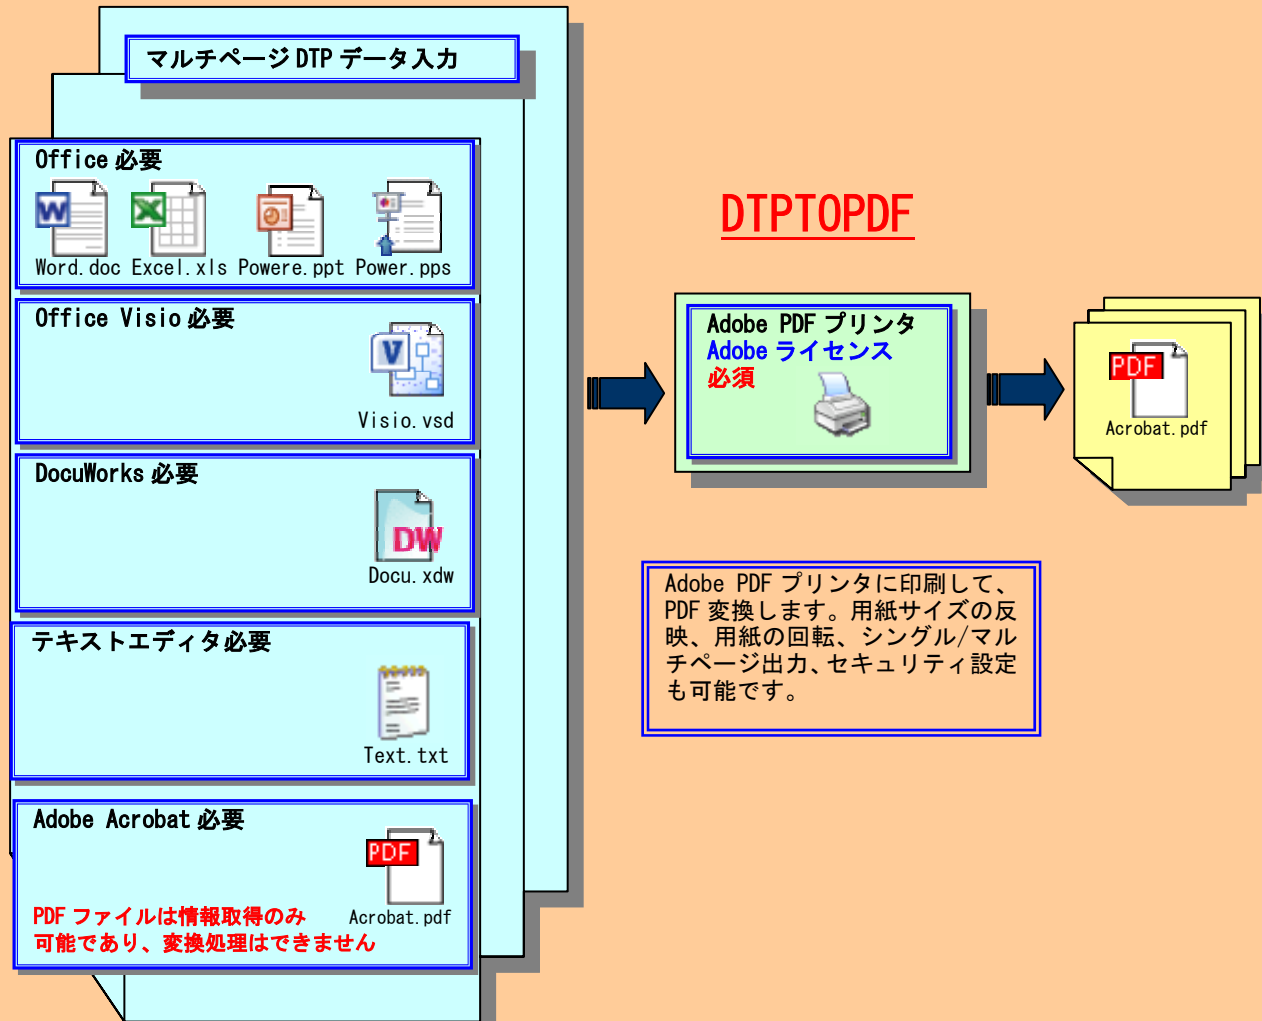 マルチページ DTP データ入力
Office 必要
Word.doc Excel.xls Powere.ppt Power.pps
Office Visio 必要
Visio.vsd
DocuWorks 必要
DW
Docu.xdw
テキストエディタ必要
Text.txt
Adobe Acrobat 必要
PDF
PDF ファイルは情報取得のみ
可能であり、変換処理はできません
Acrobat.pdf
DTPTOPDF
Adobe PDF プリンタ
Adobe ライセンス
必須
PDF
Acrobat.pdf
Adobe PDF プリンタに印刷して、
PDF 変換します。用紙サイズの反
映、用紙の回転、シングル/マル
チページ出力、セキュリティ設定
も可能です。